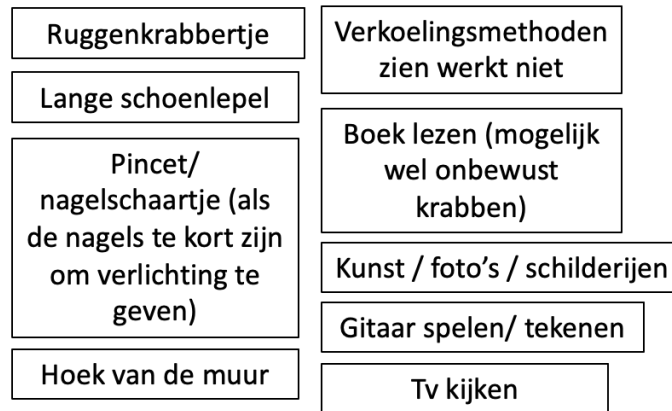 Ruggenkrabbertje
Lange schoenlepel
Pincet/
nagelschaartje (als
de nagels te kort zijn
om verlichting te
geven)
Hoek van de muur
Verkoelingsmethoden
zien werkt niet
Boek lezen (mogelijk
wel onbewust
krabben)
Kunst / foto's / schilderijen
Gitaar spelen/ tekenen
Tv kijken